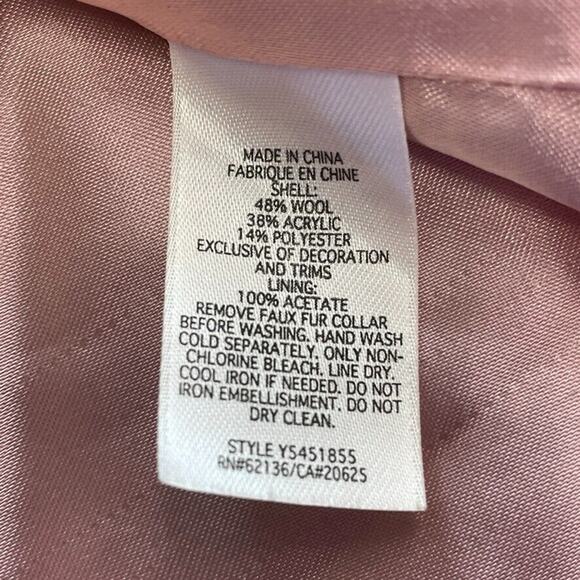 MADE IN CHINA
FABRIQUE EN CHINE
SHELL:
48% WOOL
38% ACRYLIC
14% POLYESTER
EXCLUSIVE OF DECORATION
AND TRIMS
LINING:
100% ACETATE
REMOVE FAUX FUR COLLAR
BEFORE WASHING. HAND WASH
COLD SEPARATELY. ONLY NON-
CHLORINE BLEACH. LINE DRY.
COOL IRON IF NEEDED. DO NOT
IRON EMBELLISHMENT. DO NOT
DRY CLEAN.
STYLE Y5451855
RN#62136/CA#20625